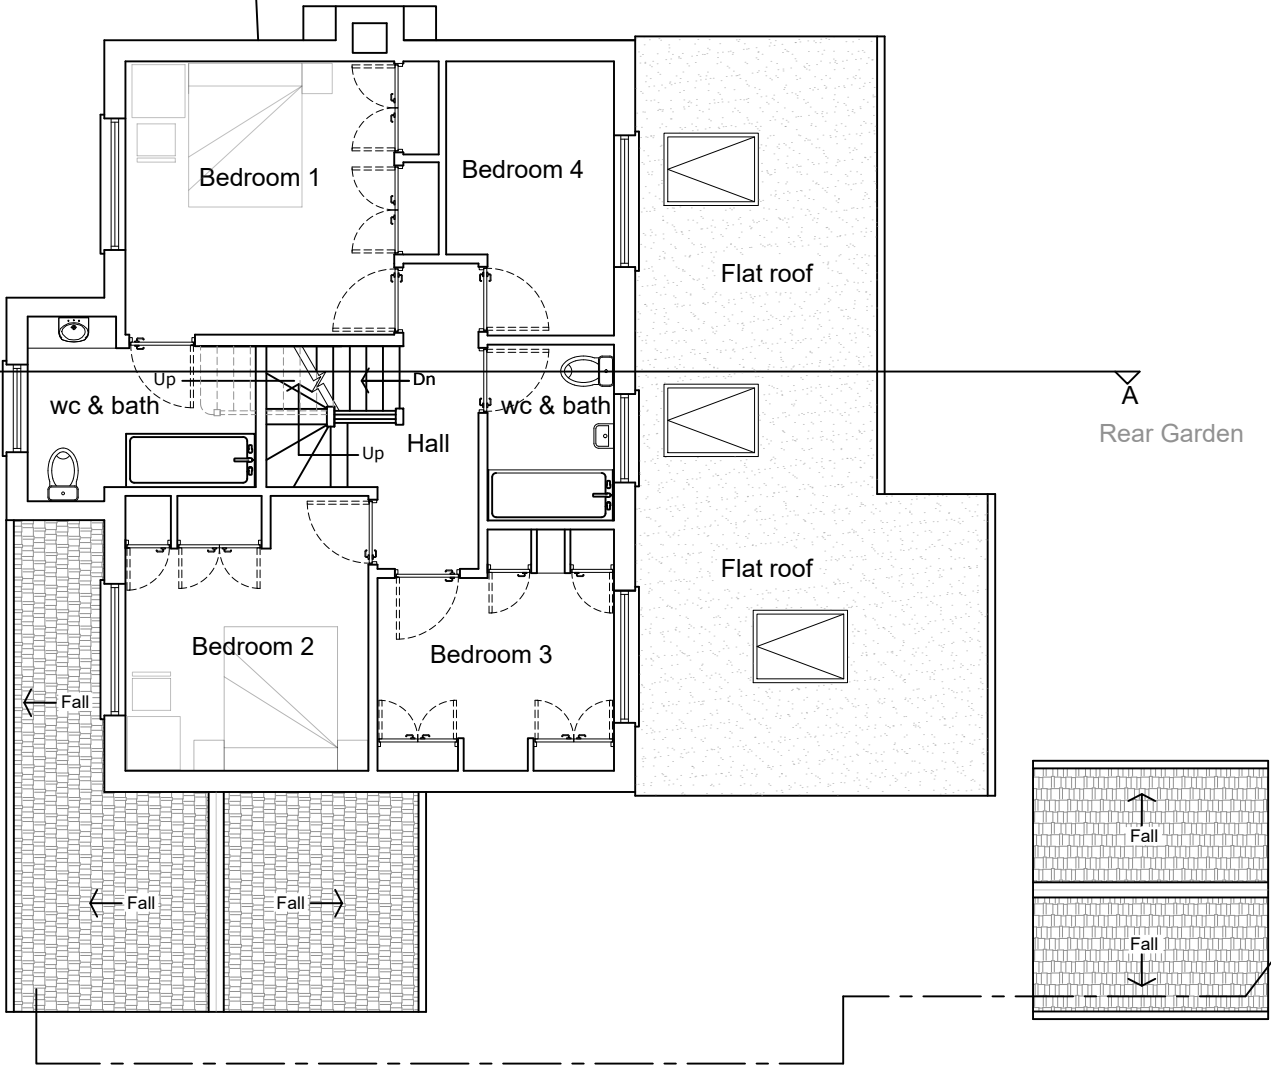 Bedroom 1
Bedroom 4
Flat roof
Up
Dn
wc & bath
wc & bath
A
Rear Garden
Hall
Up
Flat roof
Bedroom 2
Bedroom 3
Fall
Fall
Fall
Fall
Fall